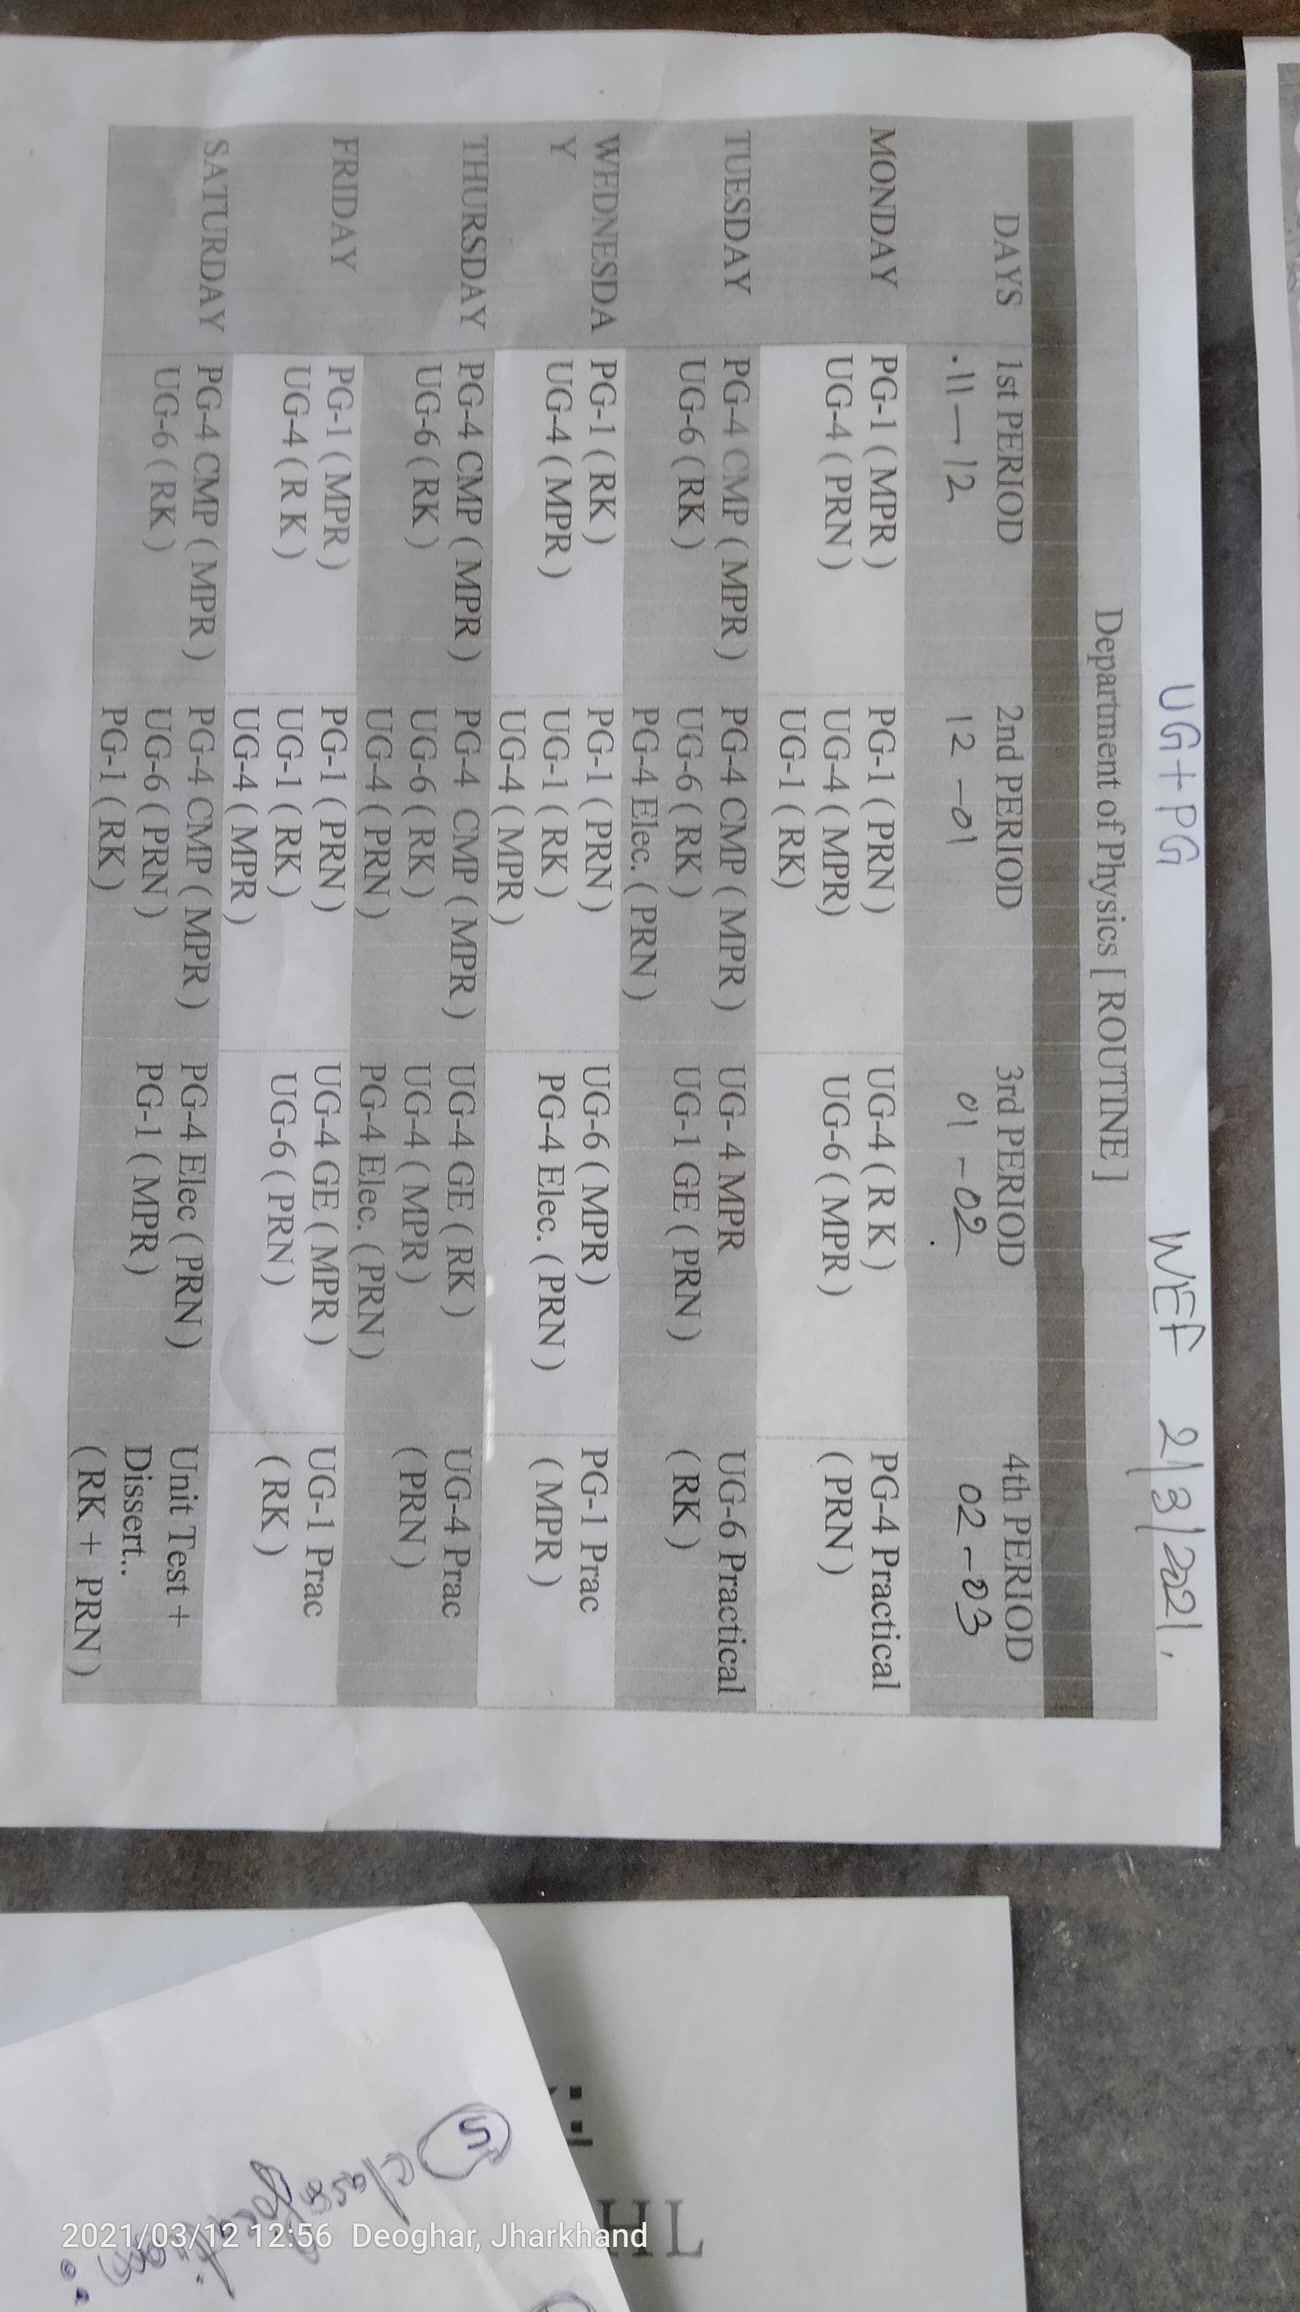 UG+PG WEF 2/3/2021,
Department of Physics [ ROUTINE ]
DAYS 1st PERIOD 2nd PERIOD 3rd PERIOD 4th PERIOD
11-12 12-01 01-02 02-03
MONDAY PG-1 ( MPR ) PG-1 ( PRN ) UG-4 ( R K ) PG-4 Practical
UG-4 ( PRN ) UG-4 ( MPR) UG-6 ( MPR ) ( PRN )
UG-1 ( RK)
TUESDAY PG-4 CMP ( MPR ) PG-4 CMP ( MPR ) UG- 4 MPR UG-6 Practical
UG-6 ( RK ) UG-6 ( RK ) UG-1 GE ( PRN ) ( RK )
PG-4 Elec. ( PRN )
WEDNESDA PG-1 ( RK ) PG-1 ( PRN ) UG-6 ( MPR ) PG-1 Prac
Y UG-4 ( MPR ) UG-1 ( RK ) PG-4 Elec. ( PRN ) ( MPR )
UG-4 ( MPR )
THURSDAY PG-4 CMP ( MPR ) PG-4 CMP ( MPR ) UG-4 GE ( RK ) UG-4 Prac
UG-6 ( RK ) UG-6 ( RK ) UG-4 ( MPR ) ( PRN )
UG-4 ( PRN ) PG-4 Elec. ( PRN )
FRIDAY PG-1 ( MPR ) PG-1 ( PRN ) UG-4 GE ( MPR ) UG-1 Prac
UG-4 ( R K ) UG-1 ( RK ) UG-6 ( PRN ) ( RK )
UG-4 ( MPR )
SATURDAY PG-4 CMP ( MPR ) PG-4 CMP ( MPR ) PG-4 Elec ( PRN ) Unit Test +
UG-6 ( RK ) UG-6 ( PRN ) PG-1 ( MPR ) Dissert..
PG-1 ( RK ) ( RK + PRN )
TH
5 class
2021/03/12 12:56 Deoghar, Jharkhand